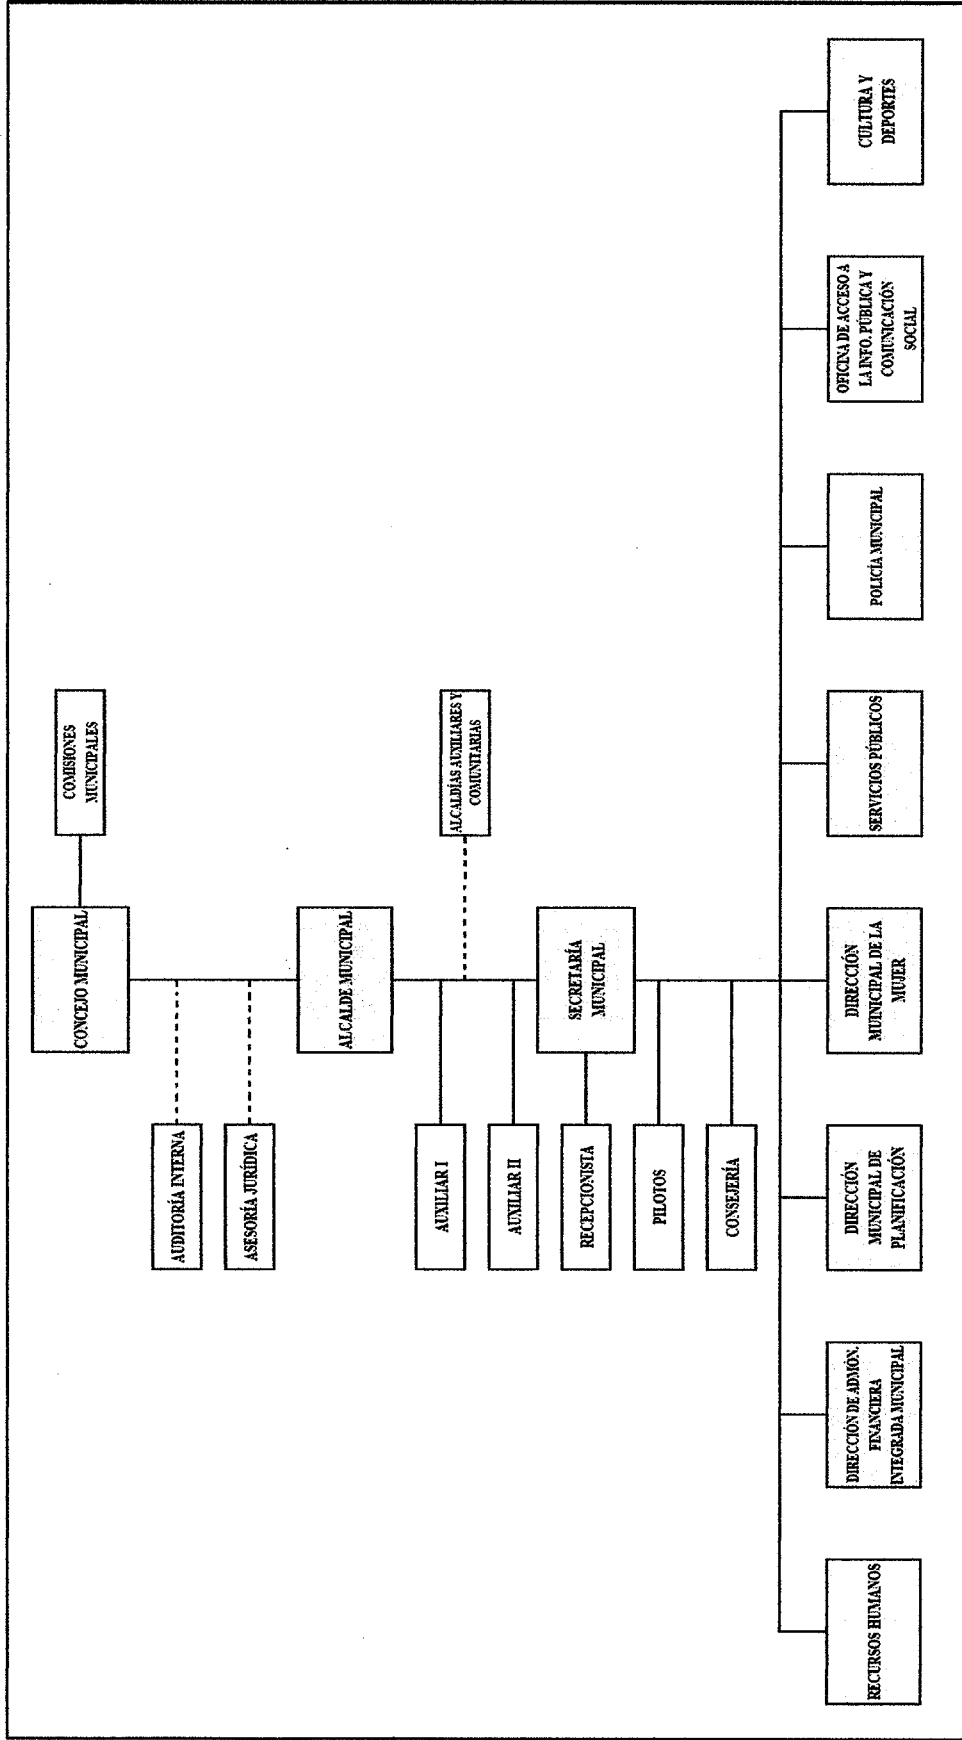 CONCEJO MUNICIPAL
COMISIONES
MUNICIPALES
AUDITORÍA INTERNA
ASESORÍA JURÍDICA
ALCALDE MUNICIPAL
AUXILIAR I
ALCALDÍAS AUXILIARES Y
COMUNITARIAS
AUXILIAR II
SECRETARÍA
MUNICIPAL
RECEPCIONISTA
PILOTOS
CONSEJERÍA
RECURSOS HUMANOS
DIRECCIÓN DE ADMÓN.
FINANCIERA
INTEGRADA MUNICIPAL
DIRECCIÓN
MUNICIPAL DE
PLANIFICACIÓN
DIRECCIÓN
MUINICIPAL DE LA
MUJER
SERVICIOS PÚBLICOS
POLICÍA MUNICIPAL
OFICINA DE ACCESO A
LA INFO. PÚBLICA Y
COMUNICACIÓN
SOCIAL
CULTURA Y
DEPORTES